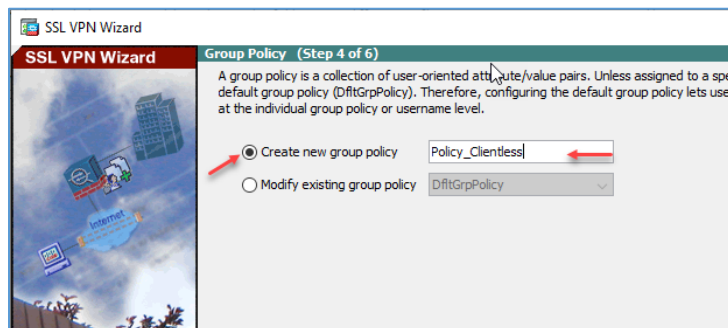 SSL VPN Wizard
SSL VPN Wizard
Group Policy (Step 4 of 6)
A group policy is a collection of user-oriented attribute/value pairs. Unless assigned to a spe
default group policy (DfltGrpPolicy). Therefore, configuring the default group policy lets use
at the individual group policy or username level.
Create new group policy Policy_Clientless
Modify existing group policy DfltGrpPolicy
Internet